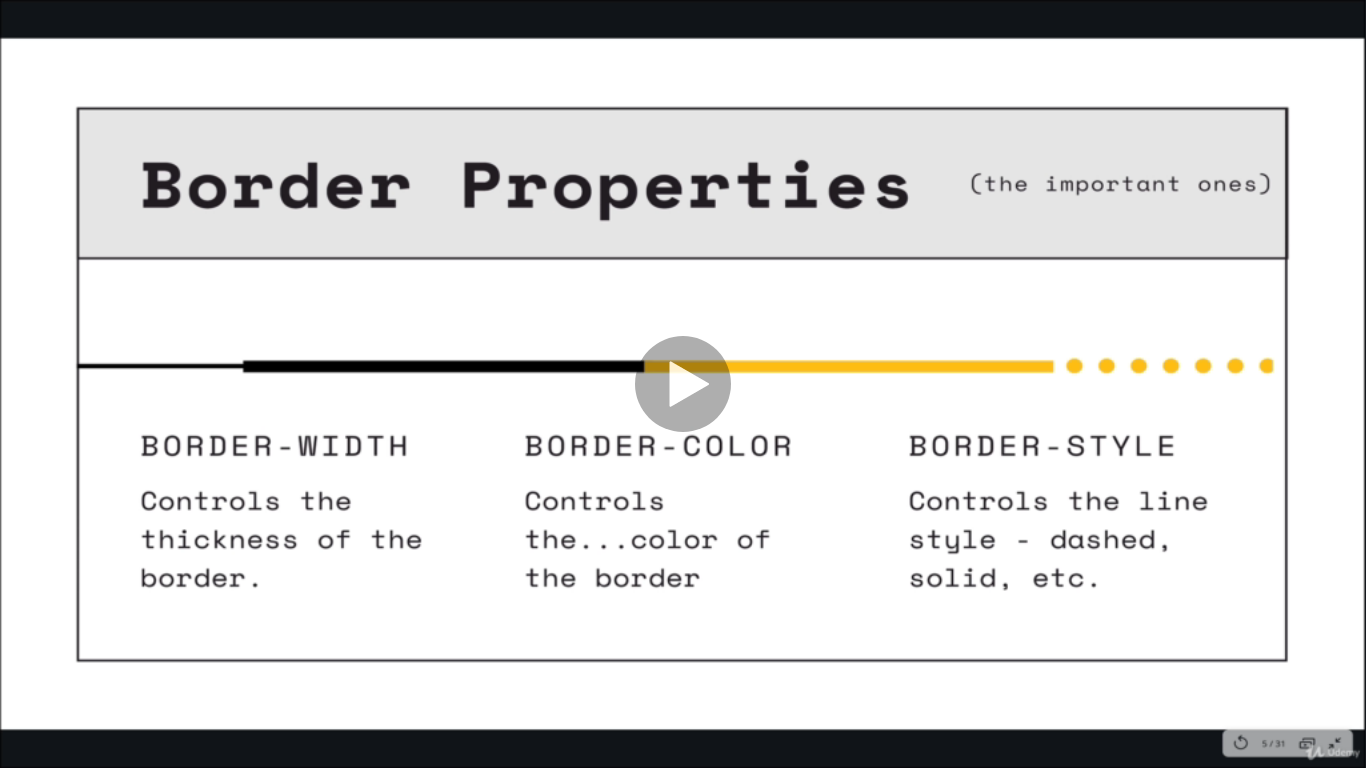 Border Properties (the important ones)
BORDER-WIDTH
Controls the
thickness of the
border.
BORDER-COLOR
Controls
the...color of
the border
BORDER-STYLE
Controls the line
style - dashed,
solid, etc.
5/31
Udemy